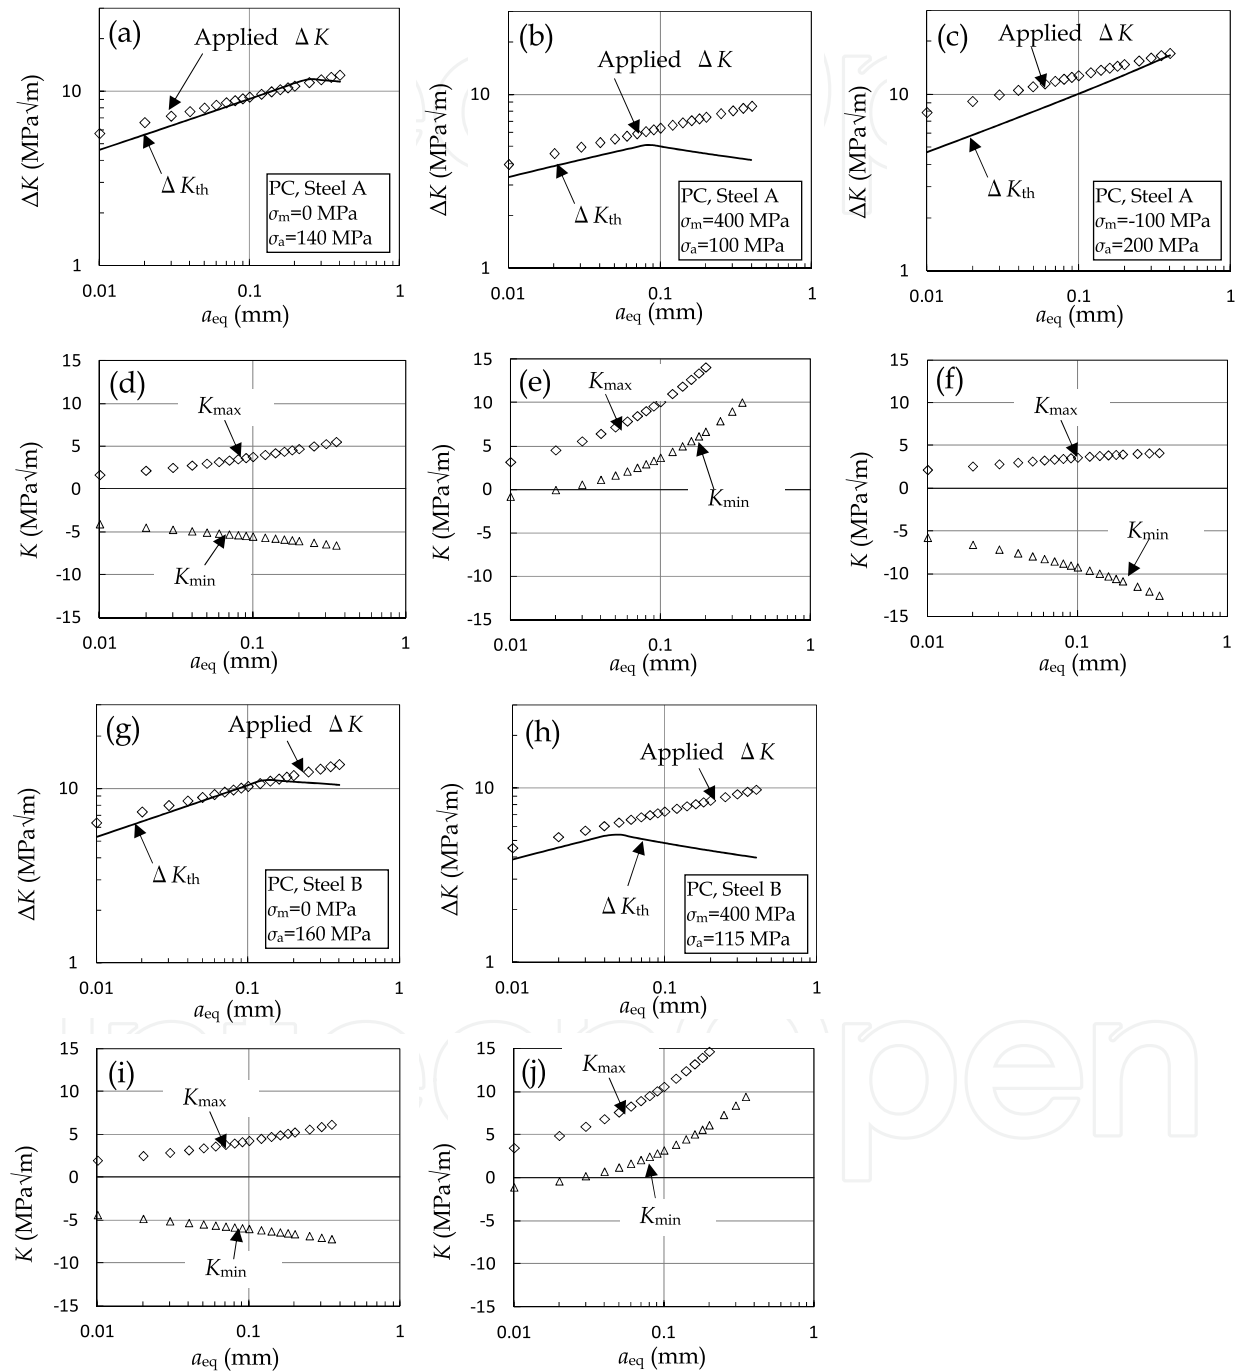 (a)
Applied ΔK
ΔK (MPa√m)
10
1
ΔKth
PC, Steel A
σm=0 MPa
σa=140 MPa
0.01
0.1
1
aeq (mm)
(b)
Applied ΔK
ΔK (MPa√m)
10
1
ΔKth
PC, Steel A
σm=400 MPa
σa=100 MPa
0.01
0.1
1
aeq (mm)
(c)
Applied ΔK
ΔK (MPa√m)
10
1
ΔKth
PC, Steel A
σm=-100 MPa
σa=200 MPa
0.01
0.1
1
aeq (mm)
(d)
K (MPa√m)
15
10
5
0
-5
-10
-15
Kmax
Kmin
0.01
0.1
1
aeq (mm)
(e)
K (MPa√m)
15
10
5
0
-5
-10
-15
Kmax
Kmin
0.01
0.1
1
aeq (mm)
(f)
K (MPa√m)
15
10
5
0
-5
-10
-15
Kmax
Kmin
0.01
0.1
1
aeq (mm)
(g)
Applied ΔK
ΔK (MPa√m)
10
1
ΔKth
PC, Steel B
σm=0 MPa
σa=160 MPa
0.01
0.1
1
aeq (mm)
(h)
Applied ΔK
ΔK (MPa√m)
10
1
ΔKth
PC, Steel B
σm=400 MPa
σa=115 MPa
0.01
0.1
1
aeq (mm)
(i)
K (MPa√m)
15
10
5
0
-5
-10
-15
Kmax
Kmin
0.01
0.1
1
aeq (mm)
(j)
K (MPa√m)
15
10
5
0
-5
-10
-15
Kmax
Kmin
0.01
0.1
1
aeq (mm)